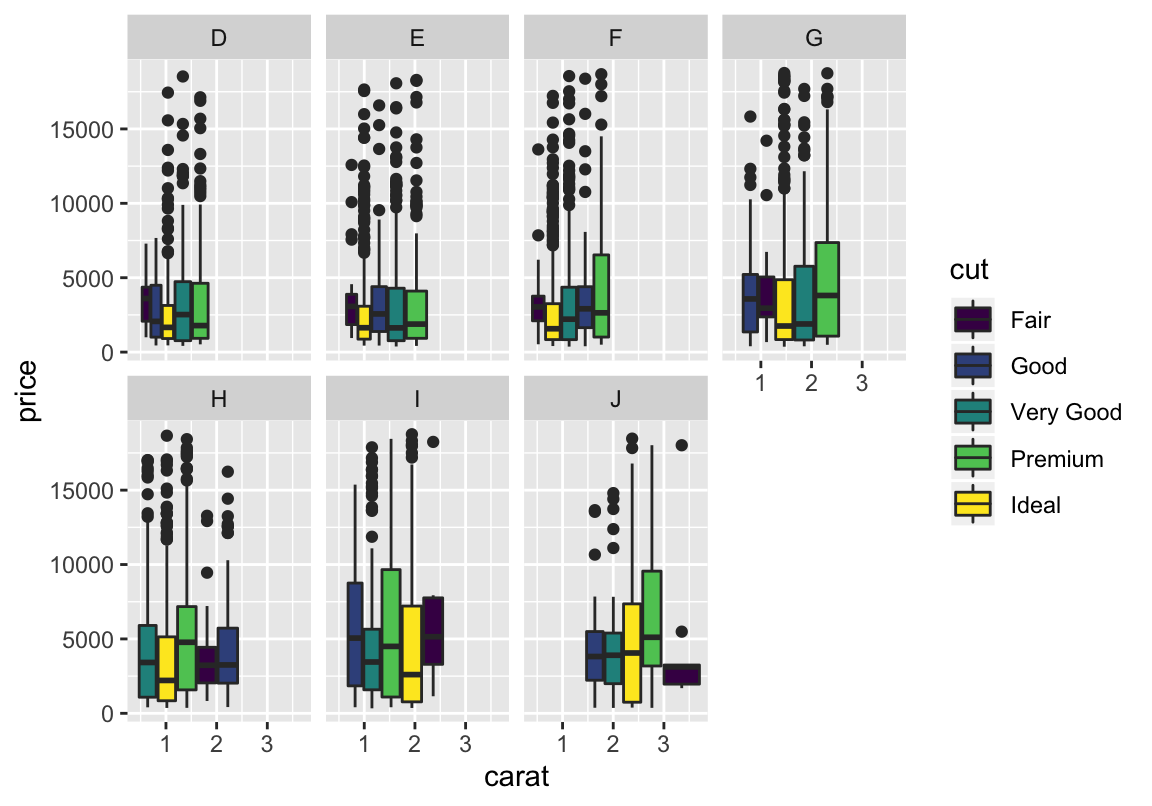 D E F G
15000
10000
5000
0
1 2 3
H I J
15000
10000
5000
0
1 2 3 1 2 3 1 2 3
price
carat
cut
Fair
Good
Very Good
Premium
Ideal